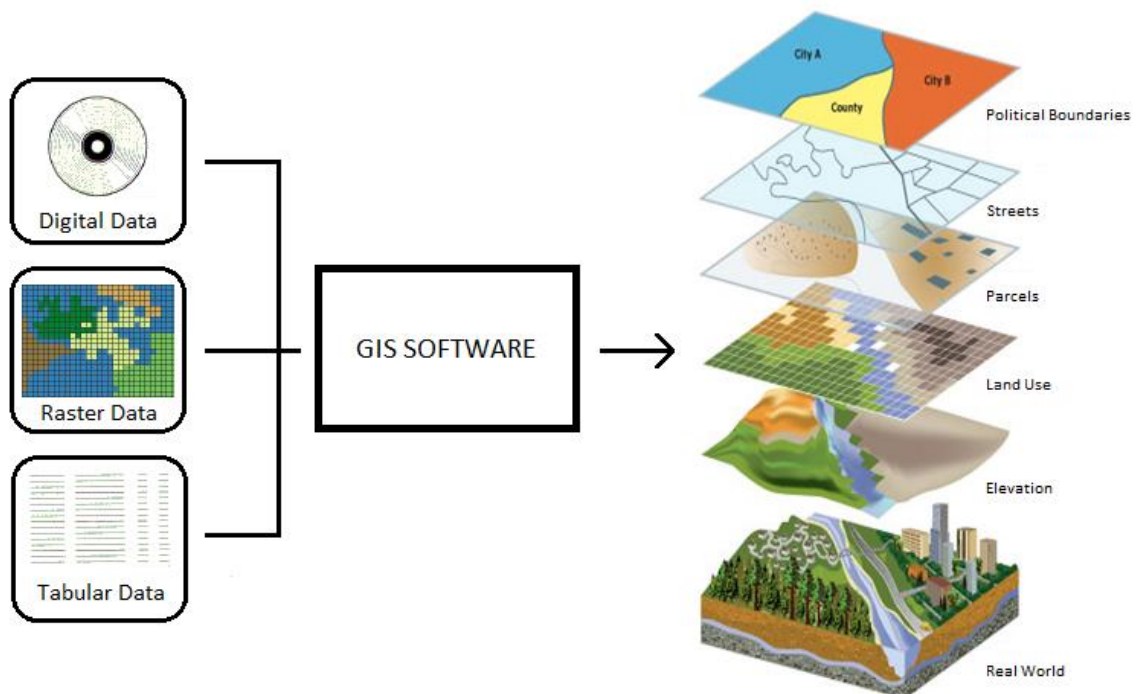 Digital Data
Raster Data
Tabular Data
GIS SOFTWARE
City A
City B
County
Political Boundaries
Streets
Parcels
Land Use
Elevation
Real World